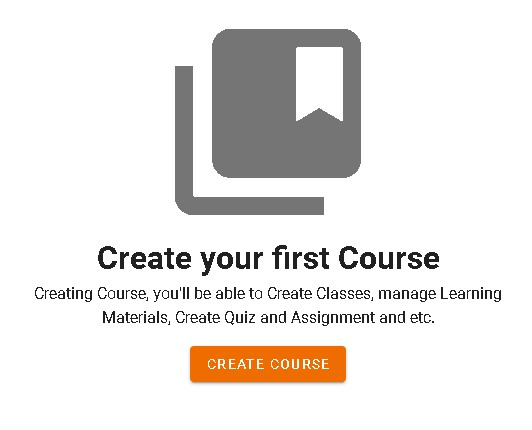 Create your first Course
Creating Course, you'll be able to Create Classes, manage Learning
Materials, Create Quiz and Assignment and etc.
CREATE COURSE